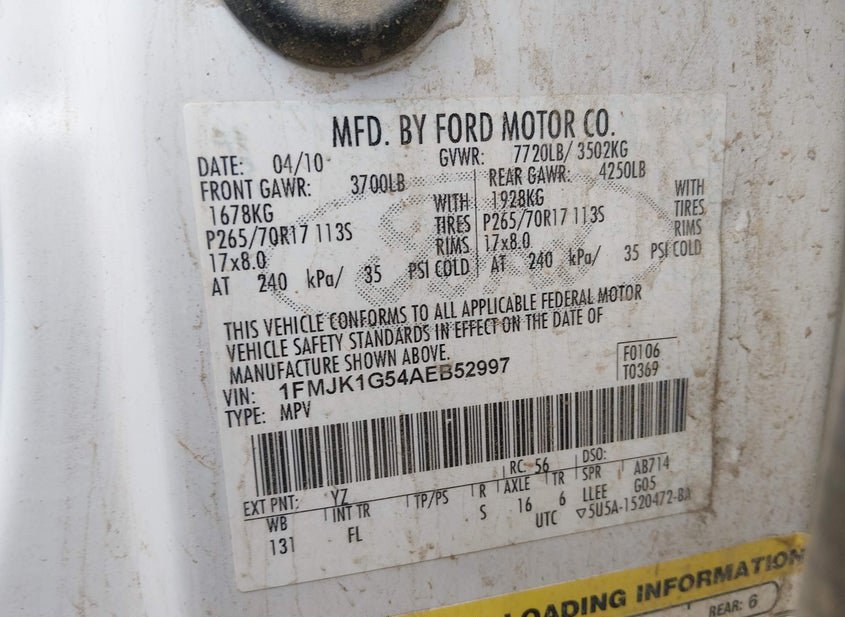 MFD. BY FORD MOTOR CO.
DATE: 04/10 GVWR: 7720LB/ 3502KG
FRONT GAWR: 3700LB REAR GAWR: 4250LB
1678KG WITH 1928KG WITH
P265/70R17 113S TIRES P265/70R17 113S TIRES
17x8.0 RIMS 17x8.0 RIMS
AT 240 kPa/ 35 PSI COLD AT 240 kPa/ 35 PSI COLD
THIS VEHICLE CONFORMS TO ALL APPLICABLE FEDERAL MOTOR
VEHICLE SAFETY STANDARDS IN EFFECT ON THE DATE OF
MANUFACTURE SHOWN ABOVE.
F0106
VIN: 1FMJK1G54AEB52997
T0369
TYPE: MPV
EXT PNT: YZ RC: 56 DSO:
WB INT TR TP/PS R AXLE TR SPR AB714
131 FL S 16 6 LLEE G05
UTC ▽5U5A-1520472-BA
LOADING INFORMATION
REAR: 6